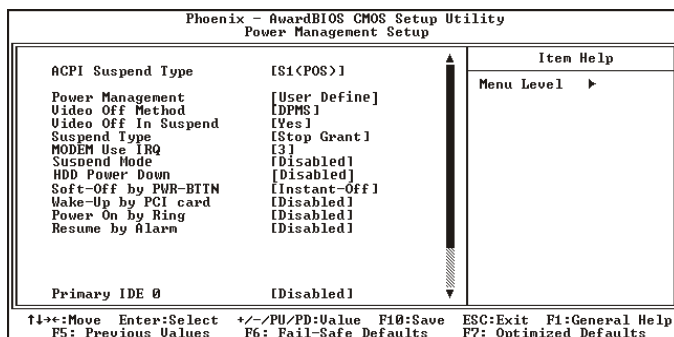 Phoenix - AwardBIOS CMOS Setup Utility
Power Management Setup
ACPI Suspend Type [S1(POS)]
Power Management [User Define]
Video Off Method [DPMS]
Video Off In Suspend [Yes]
Suspend Type [Stop Grant]
MODEM Use IRQ [3]
Suspend Mode [Disabled]
HDD Power Down [Disabled]
Soft-Off by PWR-BTTN [Instant-Off]
Wake-Up by PCI card [Disabled]
Power On by Ring [Disabled]
Resume by Alarm [Disabled]
Primary IDE 0 [Disabled]
Item Help
Menu Level ►
↑↓→←:Move Enter:Select +/-/PU/PD:Value F10:Save ESC:Exit F1:General Help
F5: Previous Values F6: Fail-Safe Defaults F7: Optimized Defaults